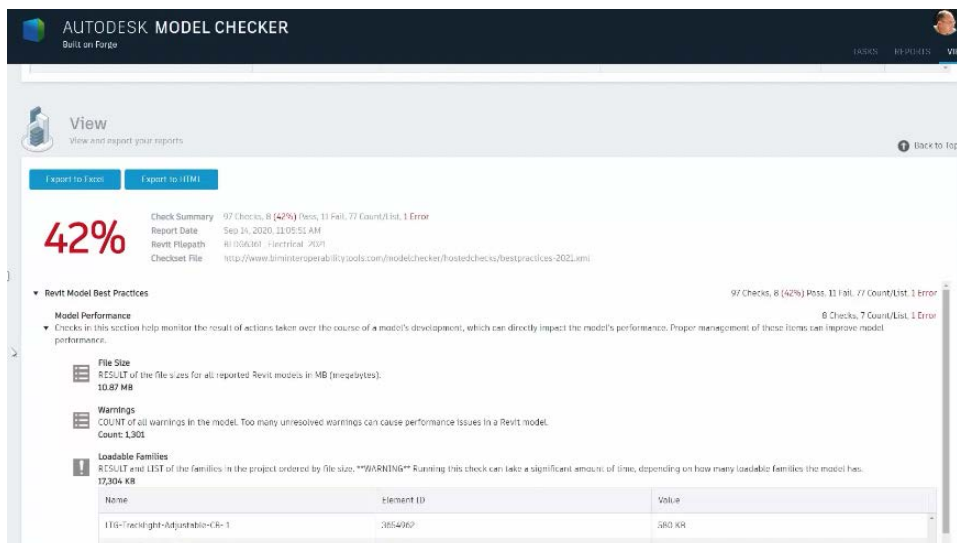 AUTODESK MODEL CHECKER
Built on Forge
TASKS REPORTS
View
View and export your reports
Back to Top
Export to Excel Export to HTML
42%
Check Summary 97 Checks, 8 (42%) Pass, 11 Fail, 77 Count/List, 1 Error
Report Date Sep 14, 2020, 11:05:51 AM
Revit Filepath Electrical 2021
Checkset File http://www.biminteroperabilitytools.com/modelchecker/hostedchecks/bestpractices-2021.xml
Revit Model Best Practices 97 Checks, 8 (42%) Pass, 11 Fail, 77 Count/List, 1 Error
Model Performance 8 Checks, 7 Count/List, 1 Error
Checks in this section help monitor the result of actions taken over the course of a model's development, which can directly impact the model's performance. Proper management of these items can improve model
performance.
File Size
RESULT of the file sizes for all reported Revit models in MB (megabytes).
10.87 MB
Warnings
COUNT of all warnings in the model. Too many unresolved warnings can cause performance issues in a Revit model.
Count: 1,301
Loadable Families
RESULT and LIST of the families in the project ordered by file size. **WARNING** Running this check can take a significant amount of time, depending on how many loadable families the model has.
17,304 KB
Name Element ID Value
LTG-Tracklight-Adjustable-CB- 1 3654962 580 KB